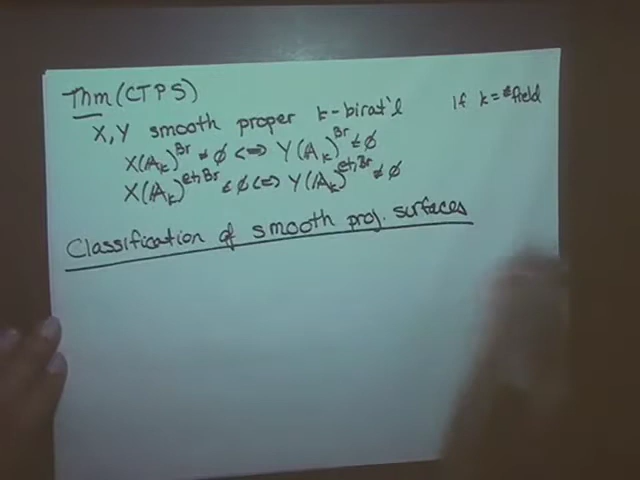 Thm (CTPS)
X, Y smooth proper k-birat'l If k = #field
X(𝔸_k)^Br ≠ ∅ <=> Y(𝔸_k)^Br ≠ ∅
X(𝔸_k)^et,Br ≠ ∅ <=> Y(𝔸_k)^et,Br ≠ ∅
Classification of smooth proj. surfaces